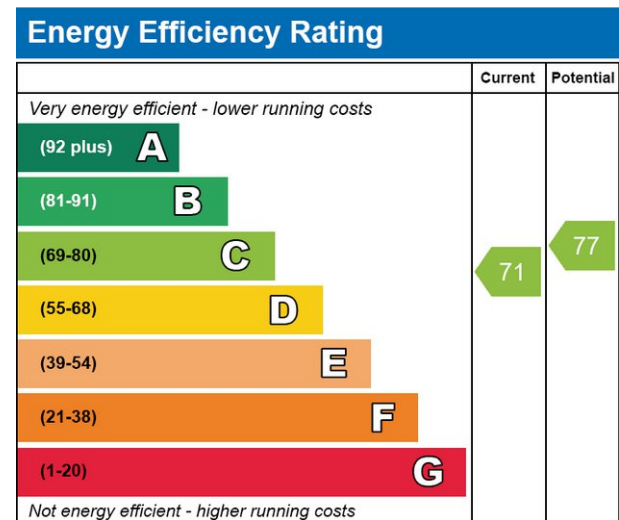 Energy Efficiency Rating
Current Potential
Very energy efficient - lower running costs
(92 plus) A
(81-91) B
(69-80) C
71 77
(55-68) D
(39-54) E
(21-38) F
(1-20) G
Not energy efficient - higher running costs